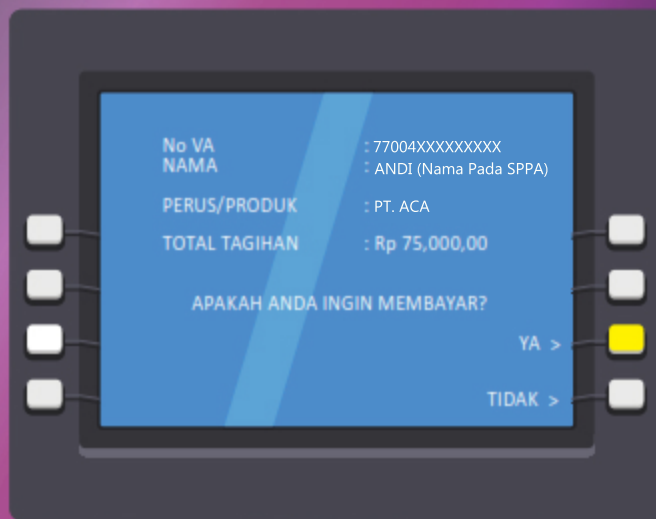 No VA : 77004XXXXXXXXX
NAMA : ANDI (Nama Pada SPPA)
PERUS/PRODUK : PT. ACA
TOTAL TAGIHAN : Rp 75,000,00
APAKAH ANDA INGIN MEMBAYAR?
YA >
TIDAK >